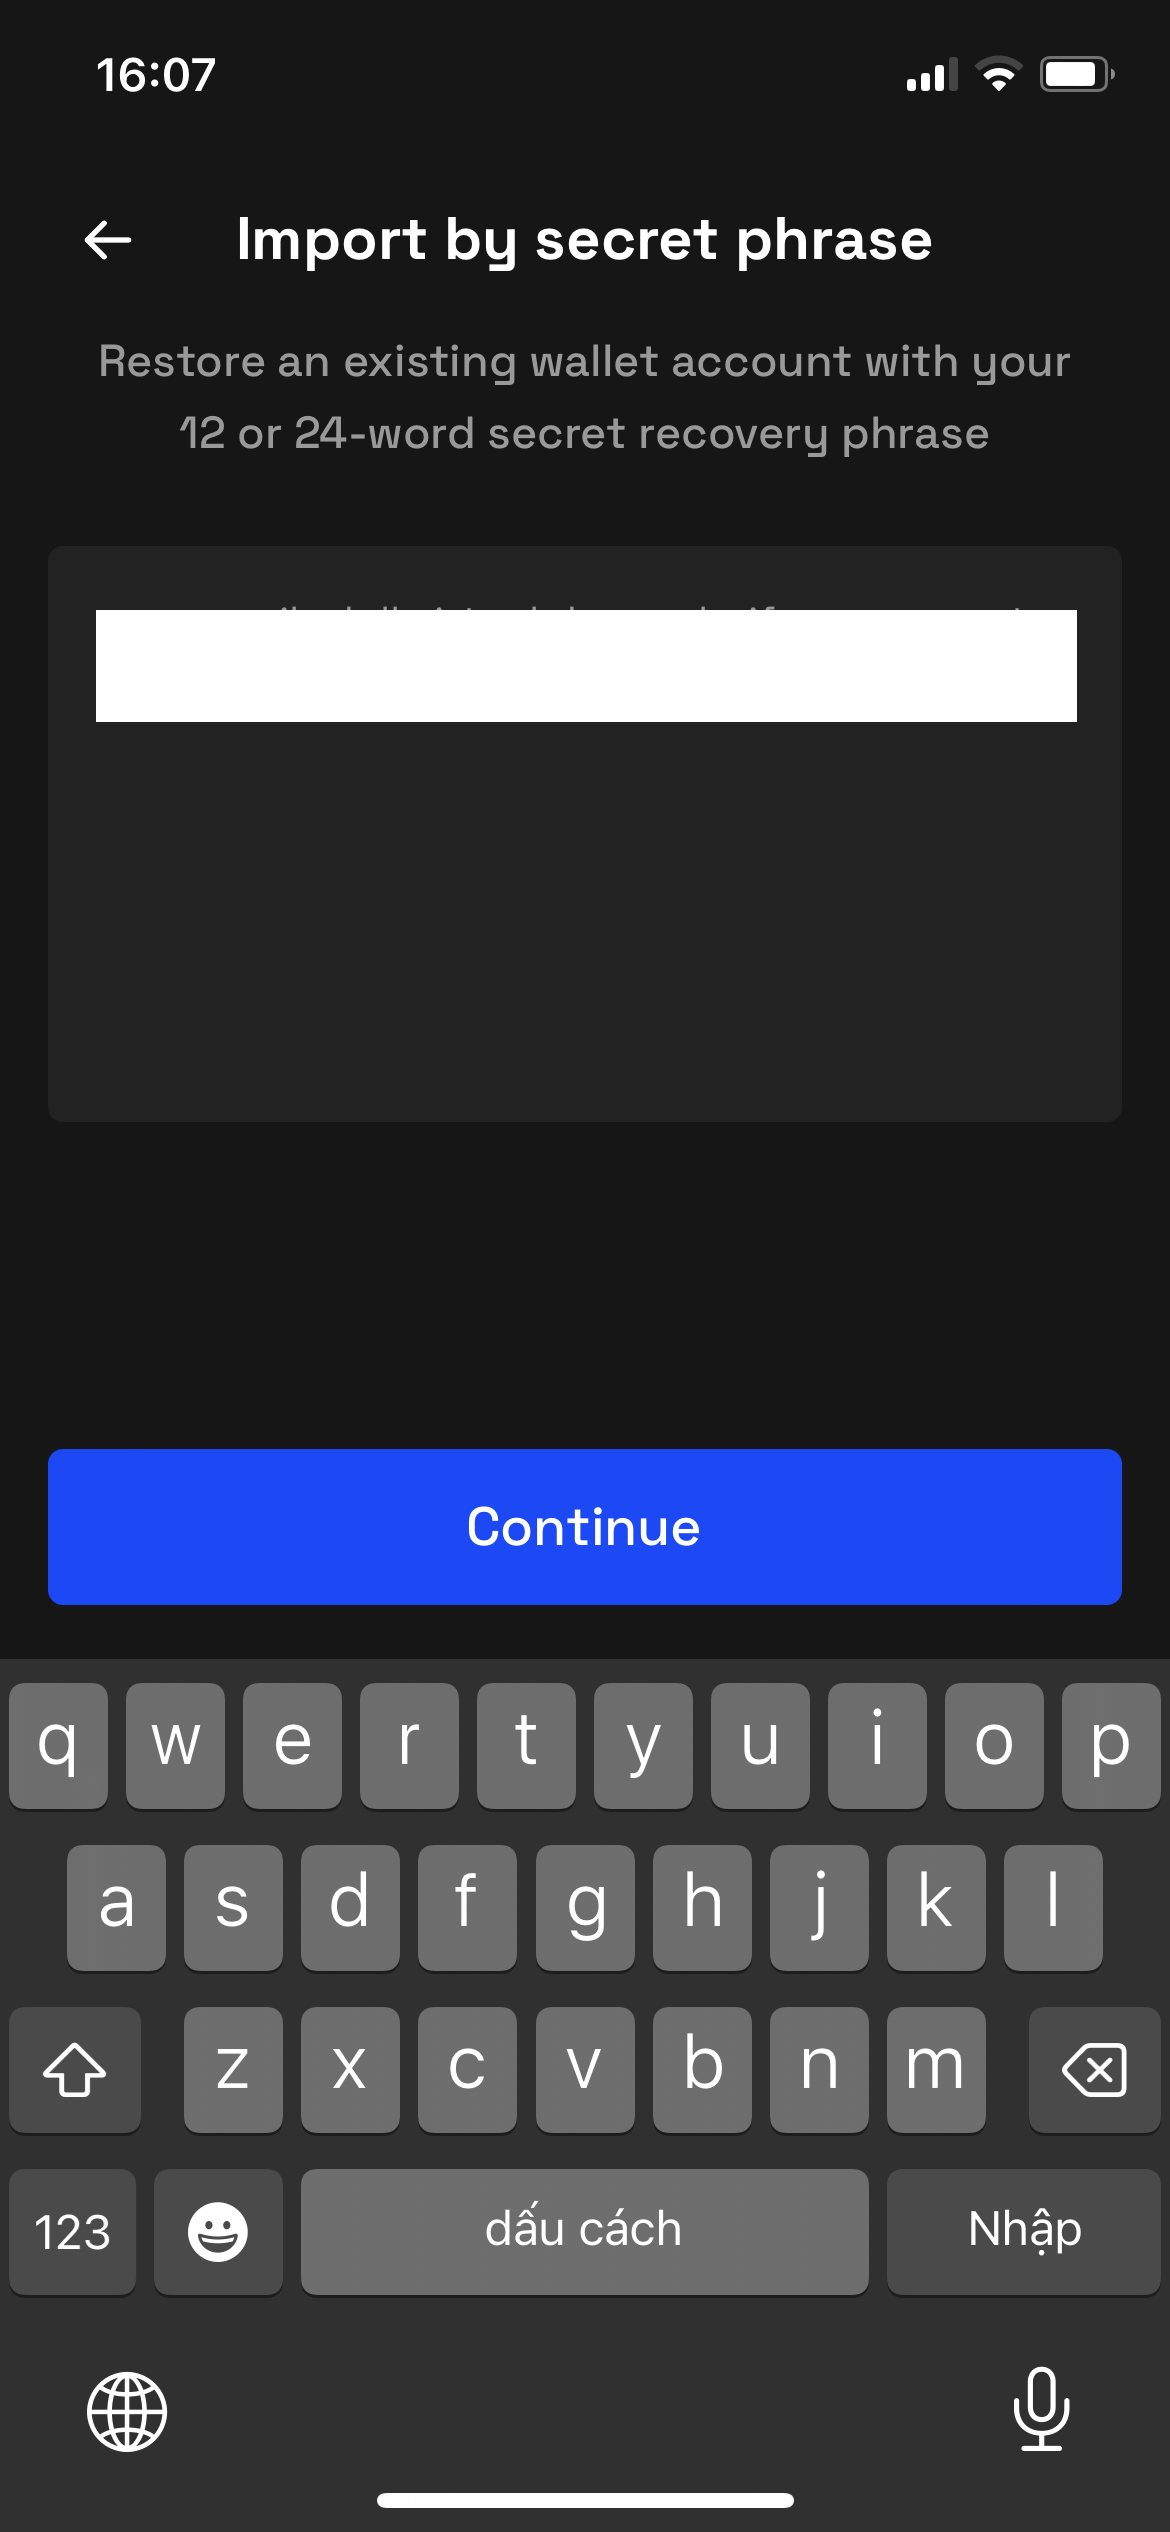 16:07
Import by secret phrase
Restore an existing wallet account with your
12 or 24-word secret recovery phrase
Continue
q w e r t y u i o p
a s d f g h j k l
z x c v b n m
123 dấu cách Nhập